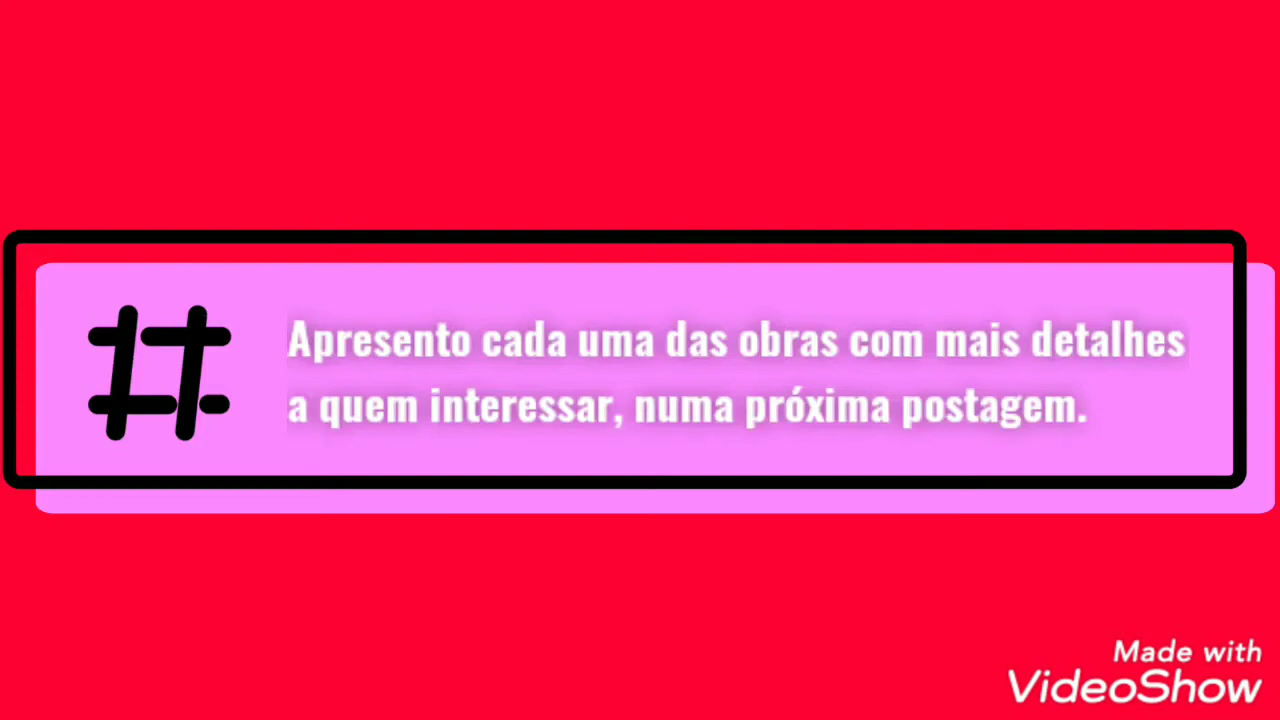 # Apresento cada uma das obras com mais detalhes
a quem interessar, numa próxima postagem.
Made with
VideoShow